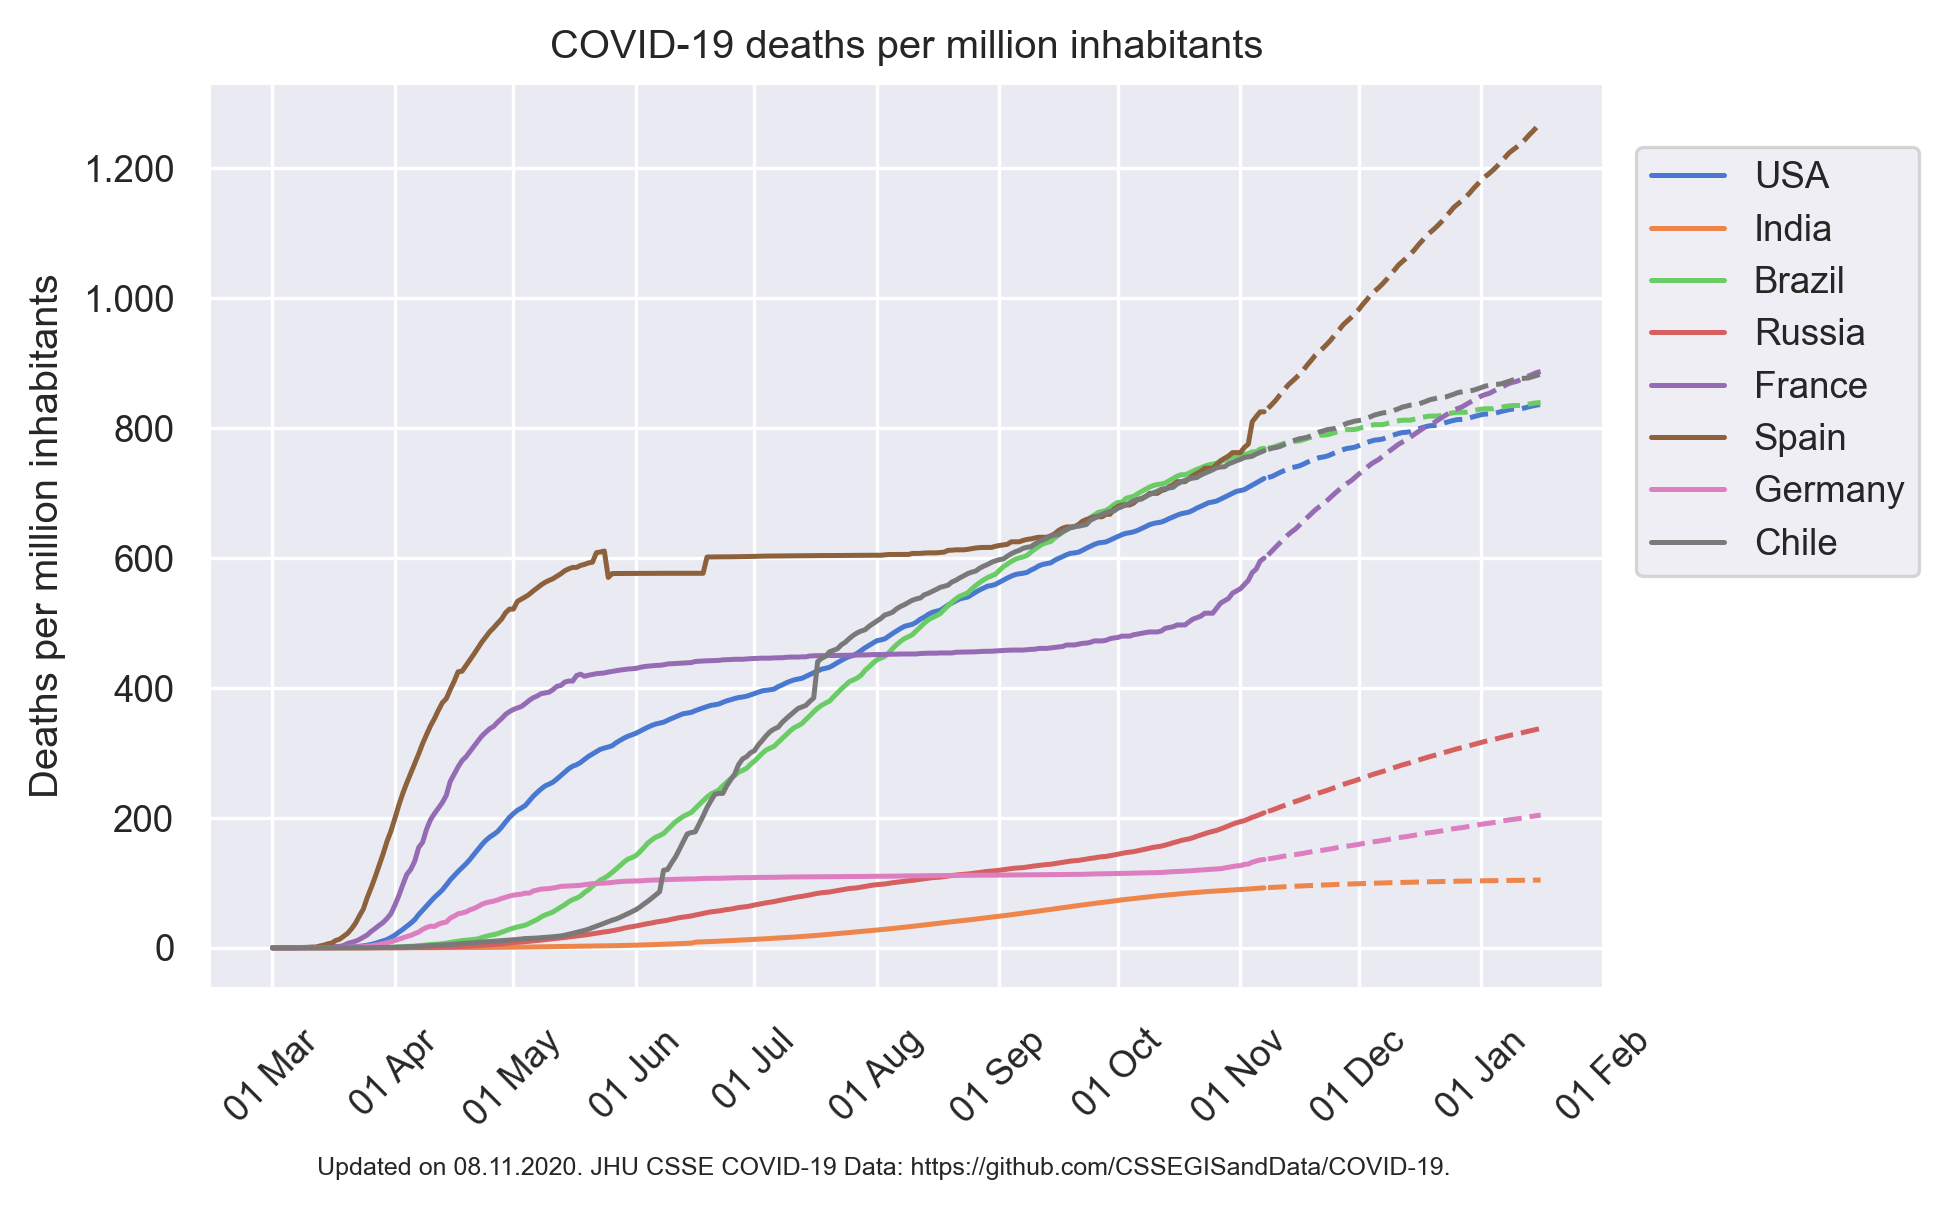 COVID-19 deaths per million inhabitants
Deaths per million inhabitants
1.200
1.000
800
600
400
200
0
01 Mar
01 Apr
01 May
01 Jun
01 Jul
01 Aug
01 Sep
01 Oct
01 Nov
01 Dec
01 Jan
01 Feb
USA
India
Brazil
Russia
France
Spain
Germany
Chile
Updated on 08.11.2020. JHU CSSE COVID-19 Data: https://github.com/CSSEGISandData/COVID-19.